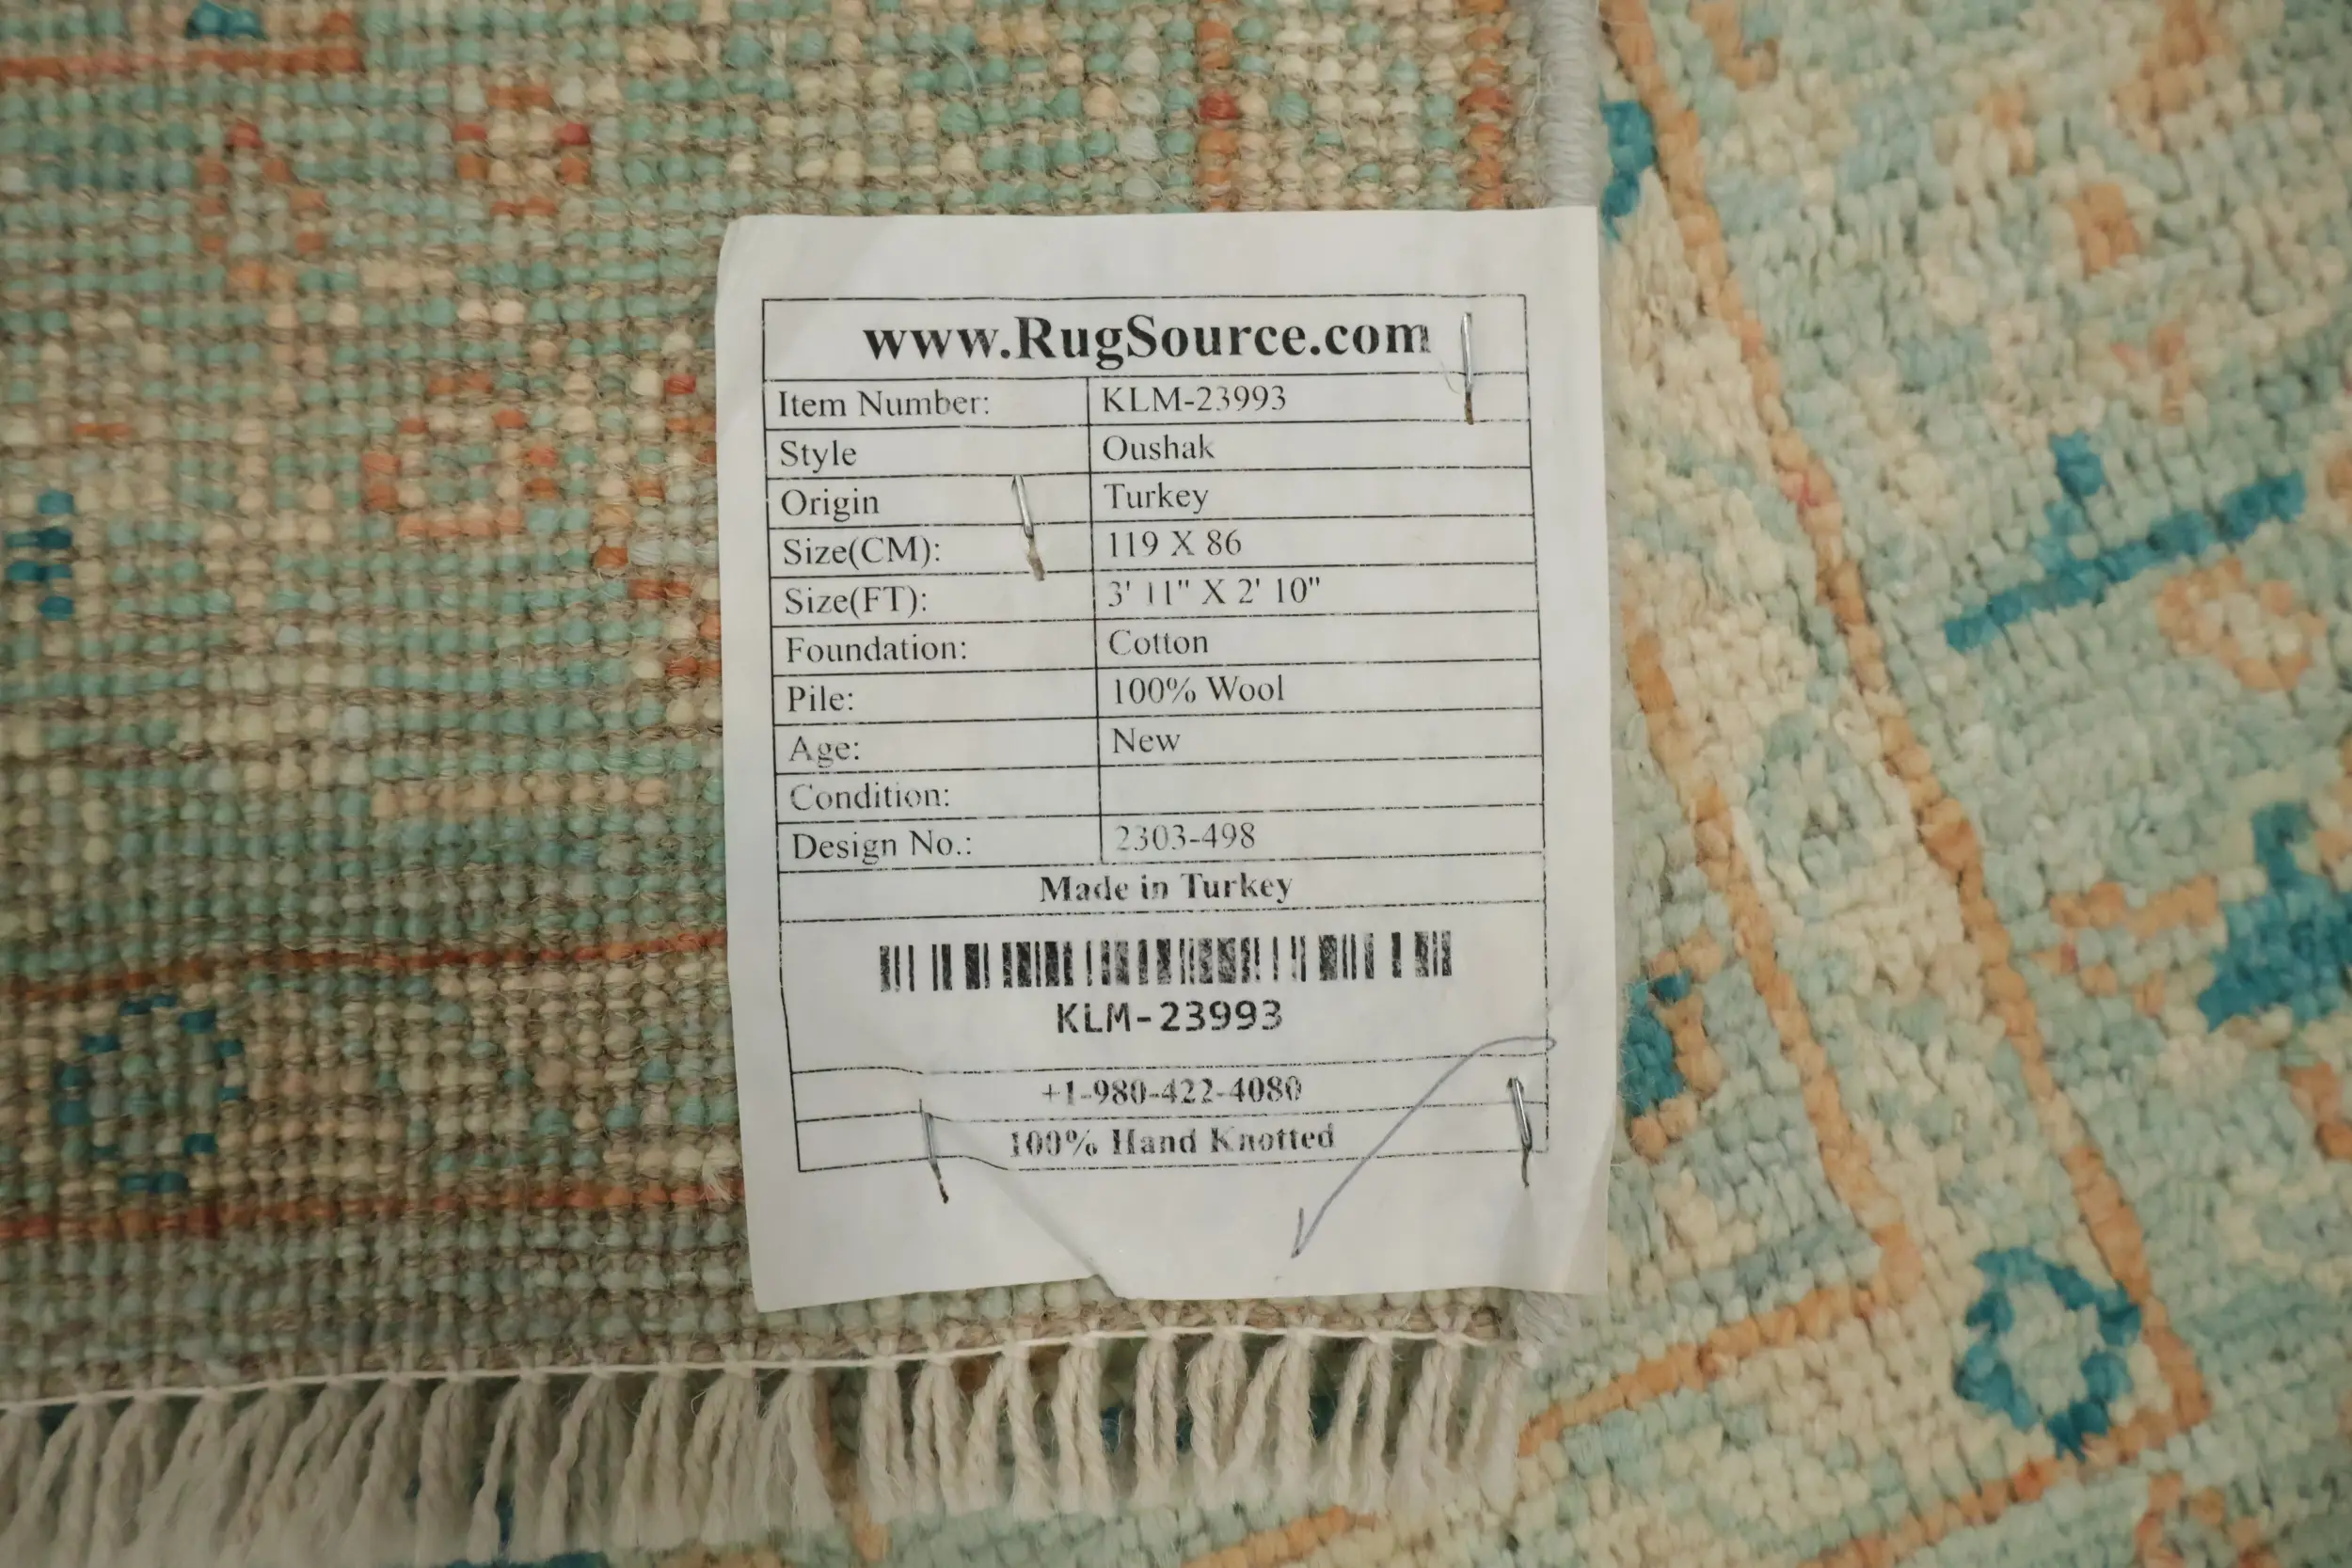 www.RugSource.com
Item Number: KLM-23993
Style Oushak
Origin Turkey
Size(CM): 119 X 86
Size(FT): 3' 11" X 2' 10"
Foundation: Cotton
Pile: 100% Wool
Age: New
Condition:
Design No.: 2303-498
Made in Turkey
KLM-23993
+1-980-422-4080
100% Hand Knotted